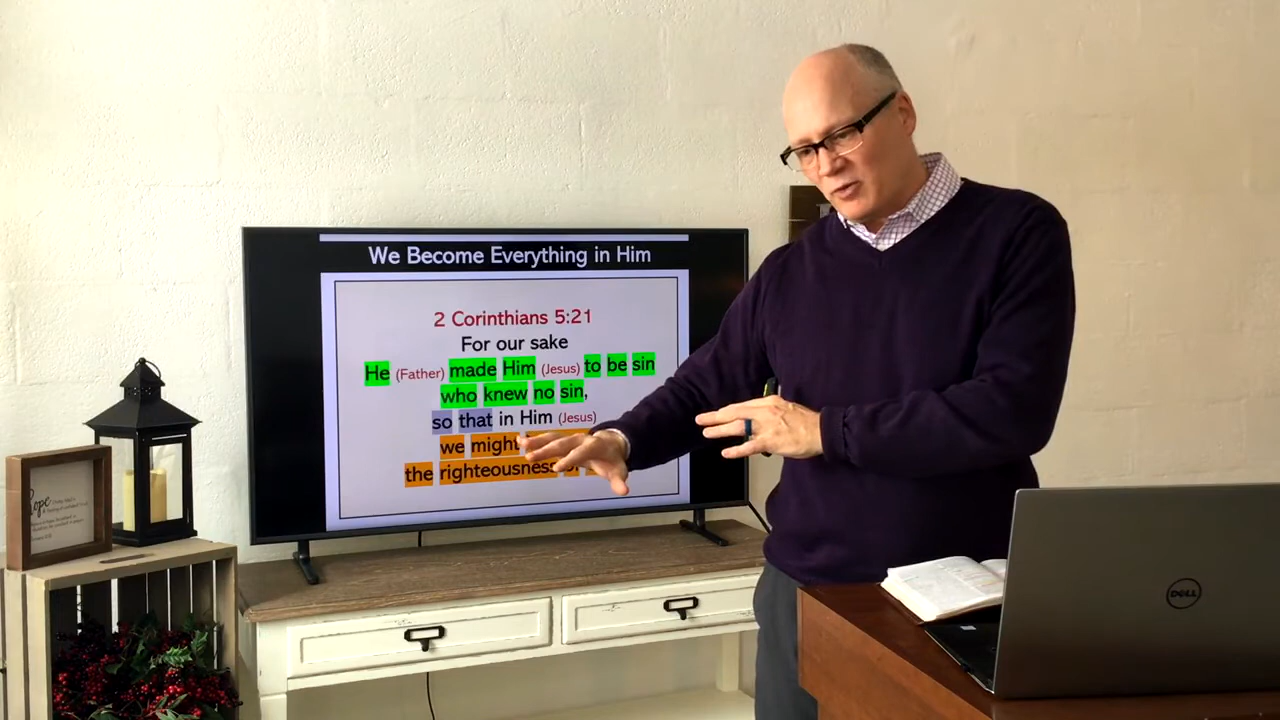 We Become Everything in Him
2 Corinthians 5:21
For our sake
He (Father) made Him (Jesus) to be sin
who knew no sin,
so that in Him (Jesus)
we might
the righteousness
hope
DELL